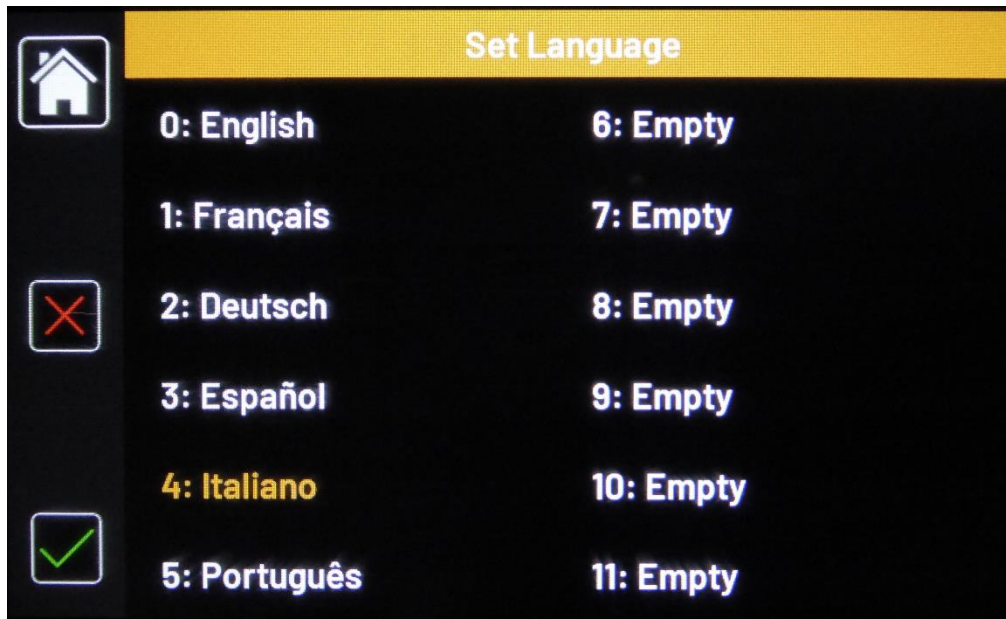 Set Language
0: English
1: Français
2: Deutsch
3: Español
4: Italiano
5: Português
6: Empty
7: Empty
8: Empty
9: Empty
10: Empty
11: Empty